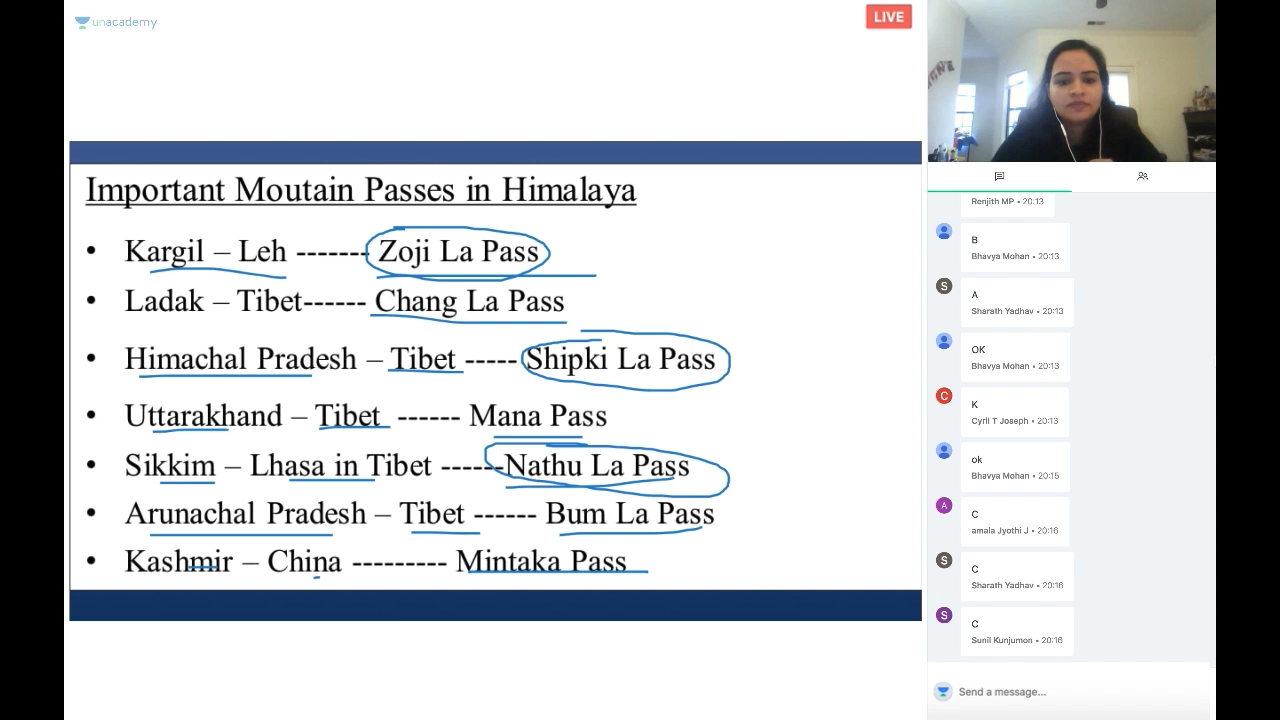 unacademy
LIVE
Important Moutain Passes in Himalaya
• Kargil – Leh ------- Zoji La Pass
• Ladak – Tibet------ Chang La Pass
• Himachal Pradesh – Tibet ----- Shipki La Pass
• Uttarakhand – Tibet ------ Mana Pass
• Sikkim – Lhasa in Tibet ------Nathu La Pass
• Arunachal Pradesh – Tibet ------ Bum La Pass
• Kashmir – China --------- Mintaka Pass
Renjith MP • 20:13
B
Bhavya Mohan • 20:13
S
A
Sharath Yadhav • 20:13
OK
Bhavya Mohan • 20:13
C
K
Cyril T Joseph • 20:13
ok
Bhavya Mohan • 20:15
A
C
amala Jyothi J • 20:16
S
C
Sharath Yadhav • 20:16
S
C
Sunil Kunjumon • 20:16
Send a message...